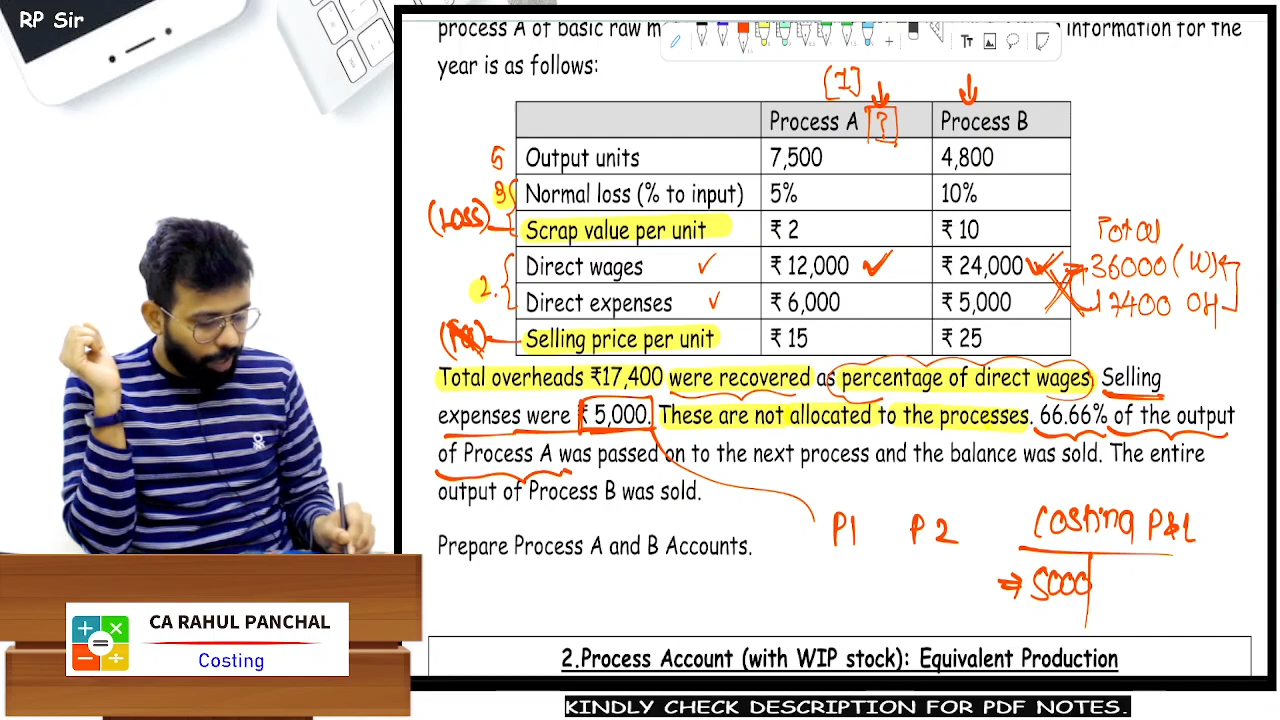 RP Sir
process A of basic raw m
information for the
year is as follows:
[I]
Process A ? Process B
5 Output units 7,500 4,800
3 Normal loss (% to input) 5% 10%
(LOSS) Scrap value per unit ₹ 2 ₹ 10
Total
Direct wages ₹ 12,000 ₹ 24,000 36000 (W)
2. Direct expenses ₹ 6,000 ₹ 5,000 17400 OH
Selling price per unit ₹ 15 ₹ 25
Total overheads ₹17,400 were recovered as percentage of direct wages. Selling
expenses were ₹ 5,000. These are not allocated to the processes. 66.66% of the output
of Process A was passed on to the next process and the balance was sold. The entire
output of Process B was sold.
P1 P2 Costing P&L
Prepare Process A and B Accounts.
⇒ 5000
CA RAHUL PANCHAL
Costing
2.Process Account (with WIP stock): Equivalent Production
KINDLY CHECK DESCRIPTION FOR PDF NOTES.